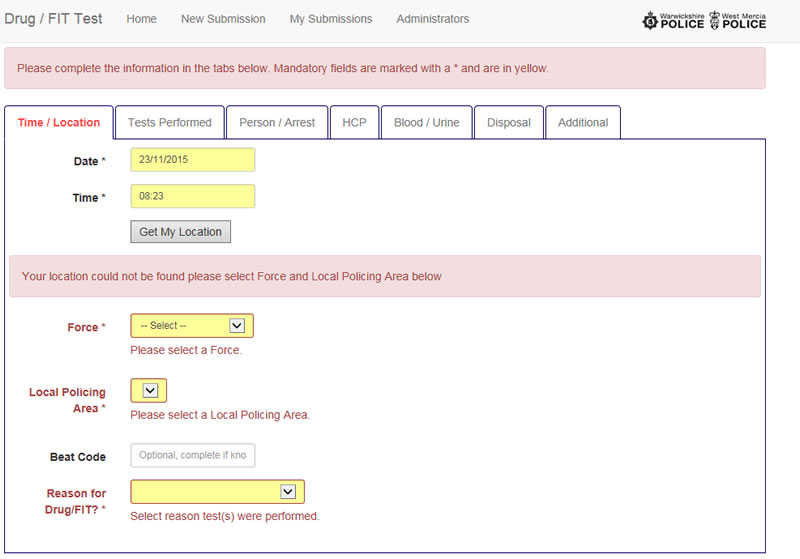 Drug / FIT Test Home New Submission My Submissions Administrators Warwickshire POLICE West Mercia POLICE
Please complete the information in the tabs below. Mandatory fields are marked with a * and are in yellow.
Time / Location Tests Performed Person / Arrest HCP Blood / Urine Disposal Additional
Date * 23/11/2015
Time * 08:23
Get My Location
Your location could not be found please select Force and Local Policing Area below
Force * -- Select --
Please select a Force.
Local Policing
Area *
Please select a Local Policing Area.
Beat Code Optional, complete if kno
Reason for
Drug/FIT? *
Select reason test(s) were performed.